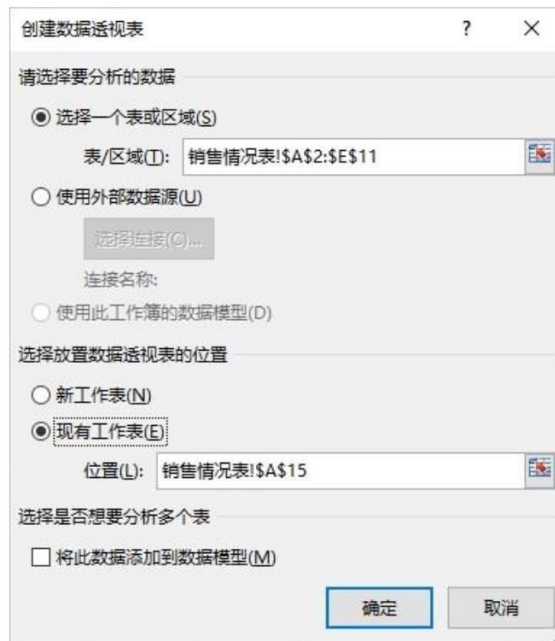 创建数据透视表 ? ×
请选择要分析的数据
选择一个表或区域(S)
表/区域(T): 销售情况表!$A$2:$E$11
使用外部数据源(U)
选择连接(C)...
连接名称:
使用此工作簿的数据模型(D)
选择放置数据透视表的位置
新工作表(N)
现有工作表(E)
位置(L): 销售情况表!$A$15
选择是否想要分析多个表
将此数据添加到数据模型(M)
确定 取消